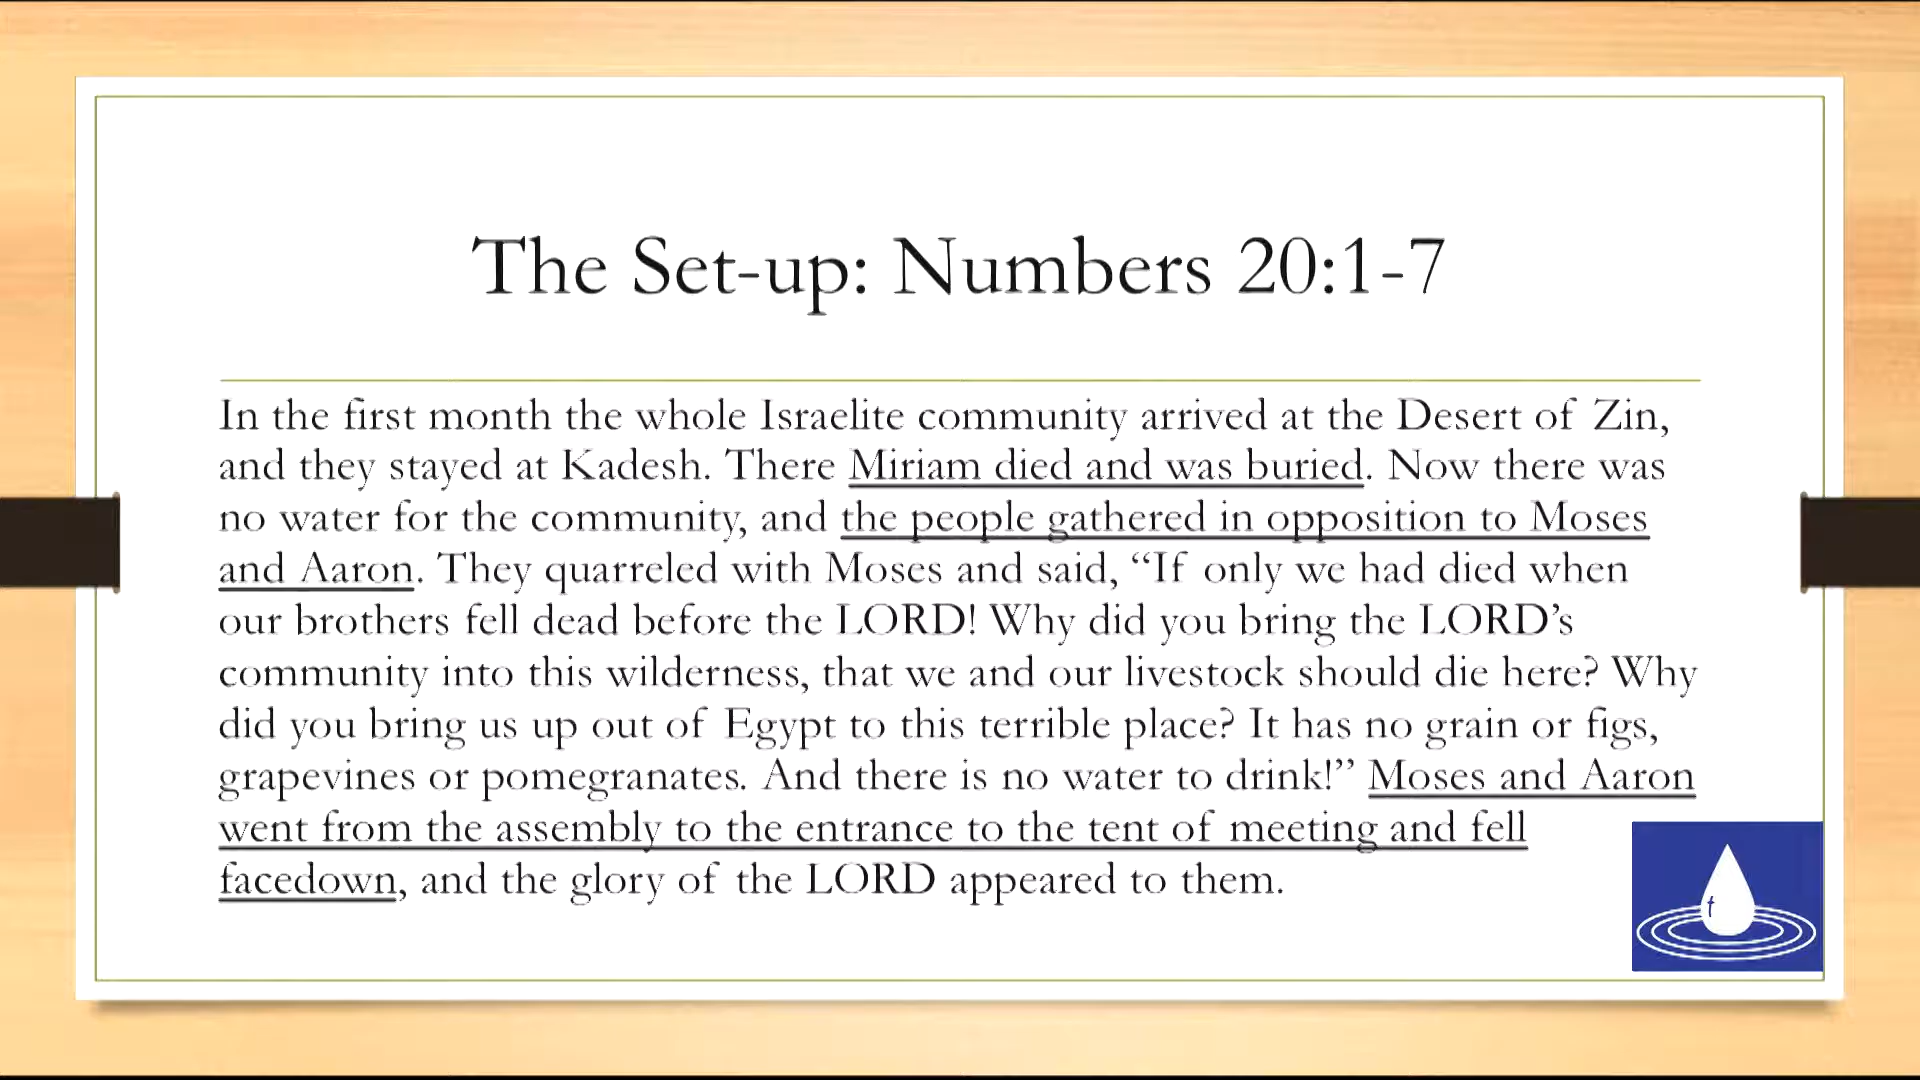 The Set-up: Numbers 20:1-7
In the first month the whole Israelite community arrived at the Desert of Zin,
and they stayed at Kadesh. There Miriam died and was buried. Now there was
no water for the community, and the people gathered in opposition to Moses
and Aaron. They quarreled with Moses and said, “If only we had died when
our brothers fell dead before the LORD! Why did you bring the LORD’s
community into this wilderness, that we and our livestock should die here? Why
did you bring us up out of Egypt to this terrible place? It has no grain or figs,
grapevines or pomegranates. And there is no water to drink!” Moses and Aaron
went from the assembly to the entrance to the tent of meeting and fell
facedown, and the glory of the LORD appeared to them.